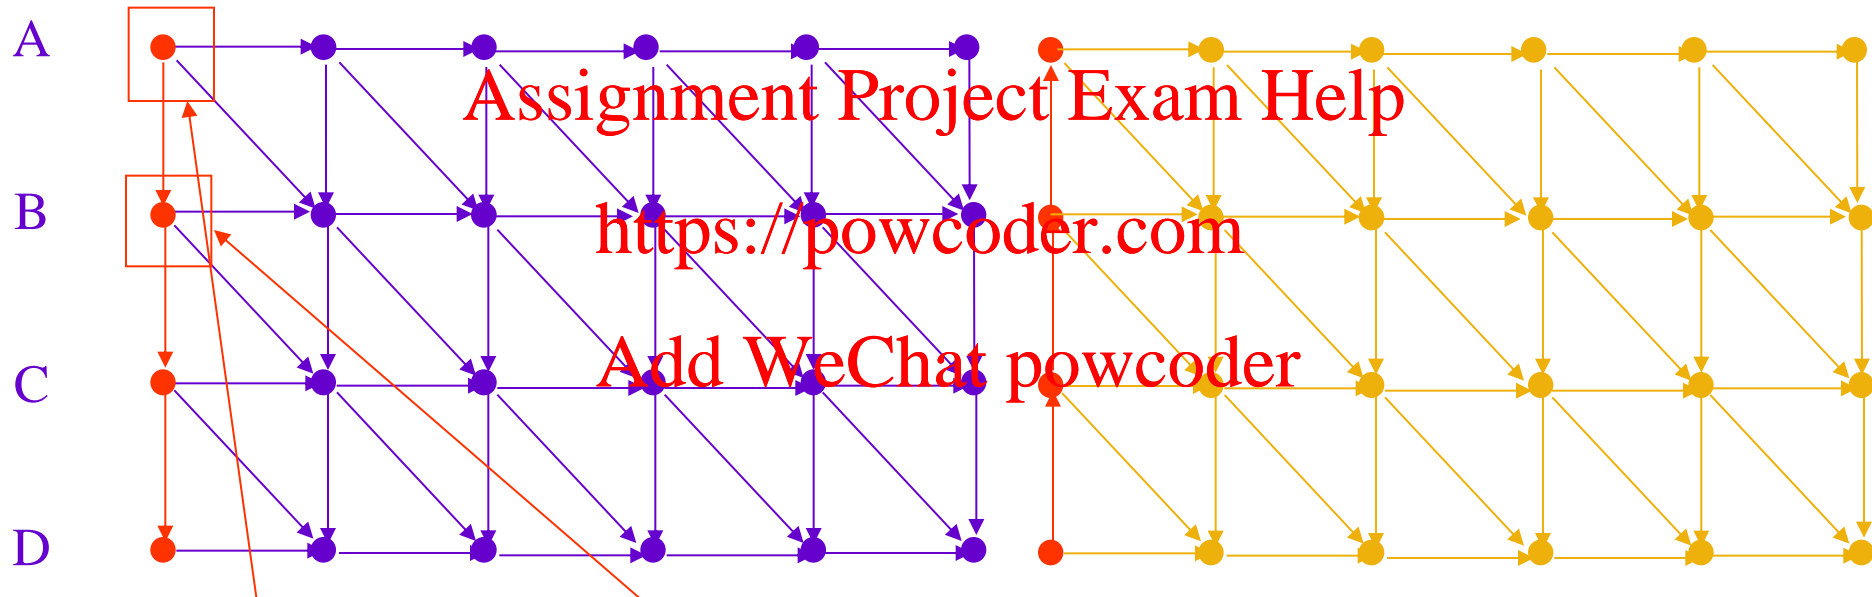 A
Assignment Project Exam Help
B
https://powcoder.com
C
Add WeChat powcoder
D